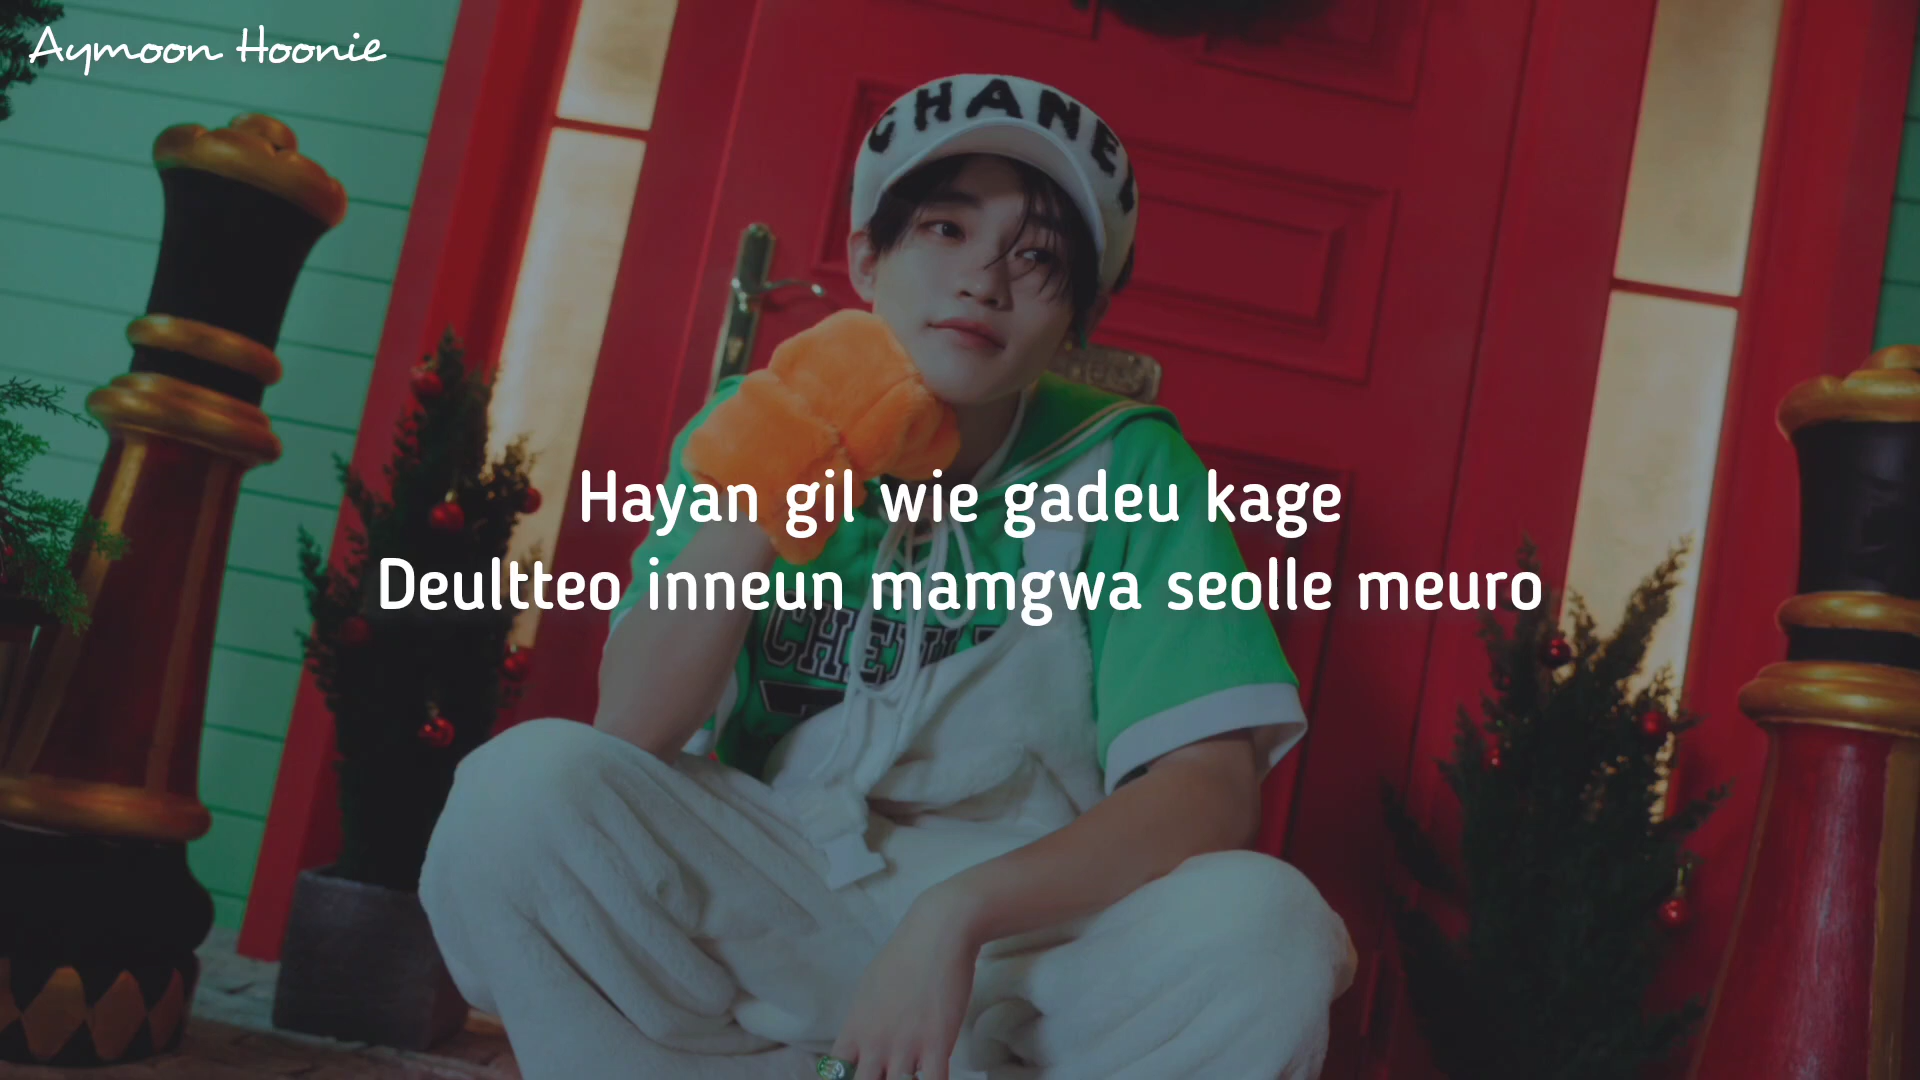 Aymoon Hoonie
CHANEL
Hayan gil wie gadeu kage
Deultteo inneun mamgwa seolle meuro